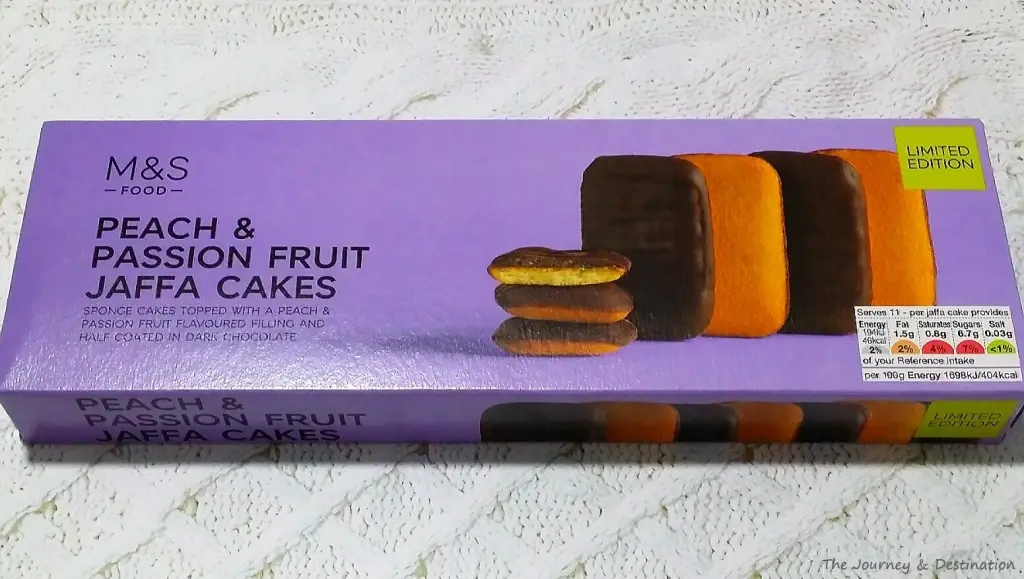 M&S
FOOD
PEACH &
PASSION FRUIT
JAFFA CAKES
SPONGE CAKES TOPPED WITH A PEACH &
PASSION FRUIT FLAVOURED FILLING AND
HALF COATED IN DARK CHOCOLATE
LIMITED
EDITION
Serves 11 - per jaffa cake provides
Energy Fat Saturates Sugars Salt
194kJ 1.5g 0.8g 6.7g 0.03g
46kcal
2% 2% 4% 7% <1%
of your Reference intake
per 100g Energy 1698kJ/404kcal
PEACH &
PASSION FRUIT
JAFFA CAKES
LIMITED
EDITION
The Journey & Destination